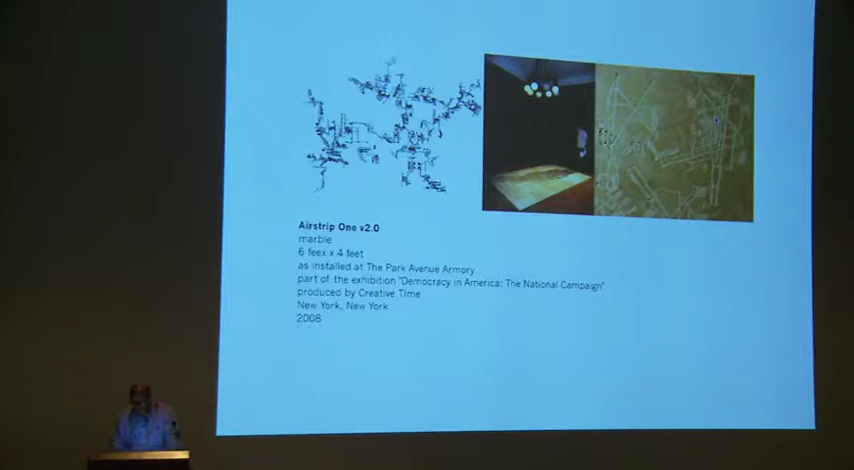 Airstrip One v2.0
marble
6 feex x 4 feet
as installed at The Park Avenue Armory
part of the exhibition "Democracy in America: The National Campaign"
produced by Creative TIme
New York, New York
2008